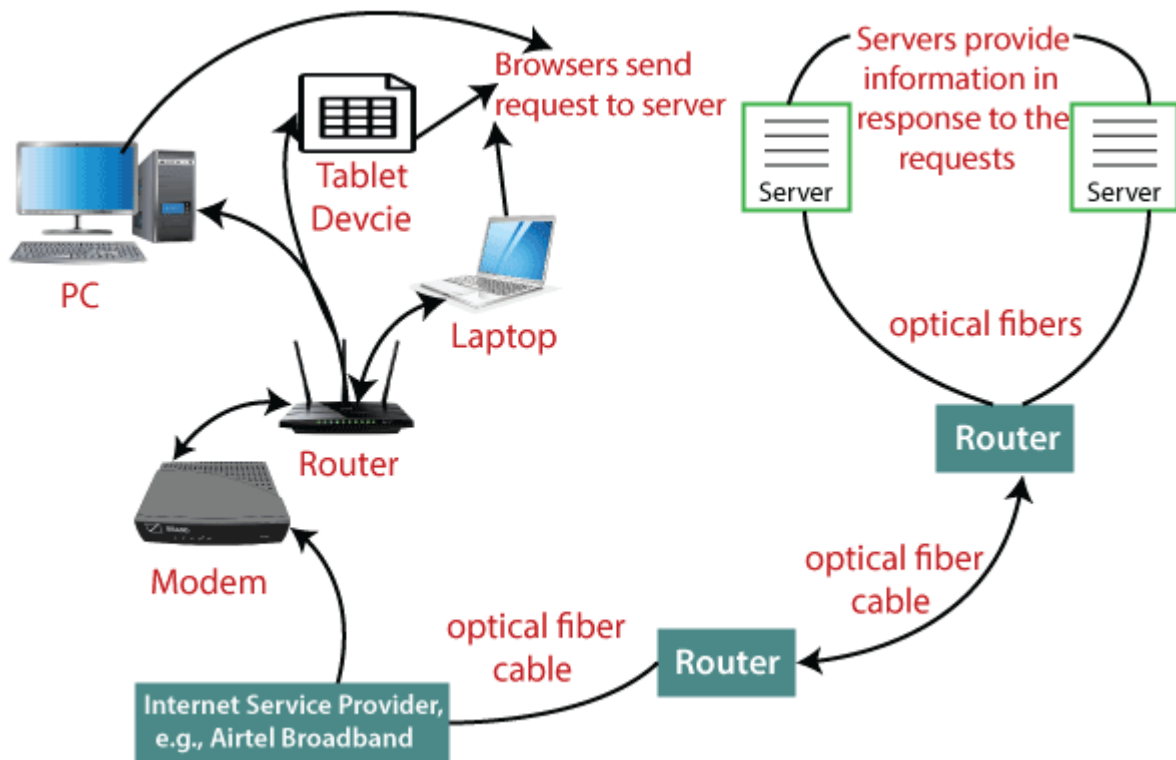 Browsers send
request to server
Servers provide
information in
response to the
requests
Server
Server
Tablet
Devcie
PC
Laptop
optical fibers
Router
Router
Modem
optical fiber
cable
optical fiber
cable
Router
Internet Service Provider,
e.g., Airtel Broadband